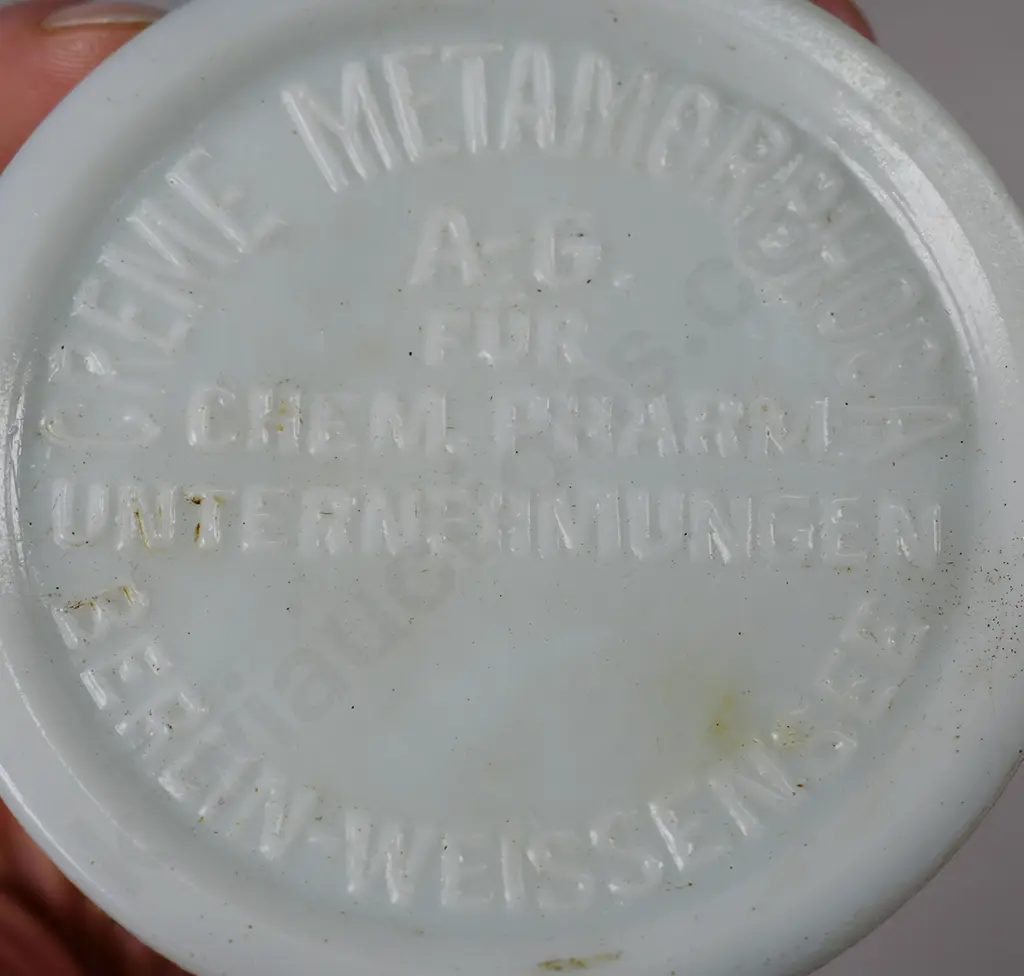 CREME METAMORPHOSA
A-G.
FÜR
CHEM. PHARM.
UNTERNEHMUNGEN
BERLIN-WEISSENSEE